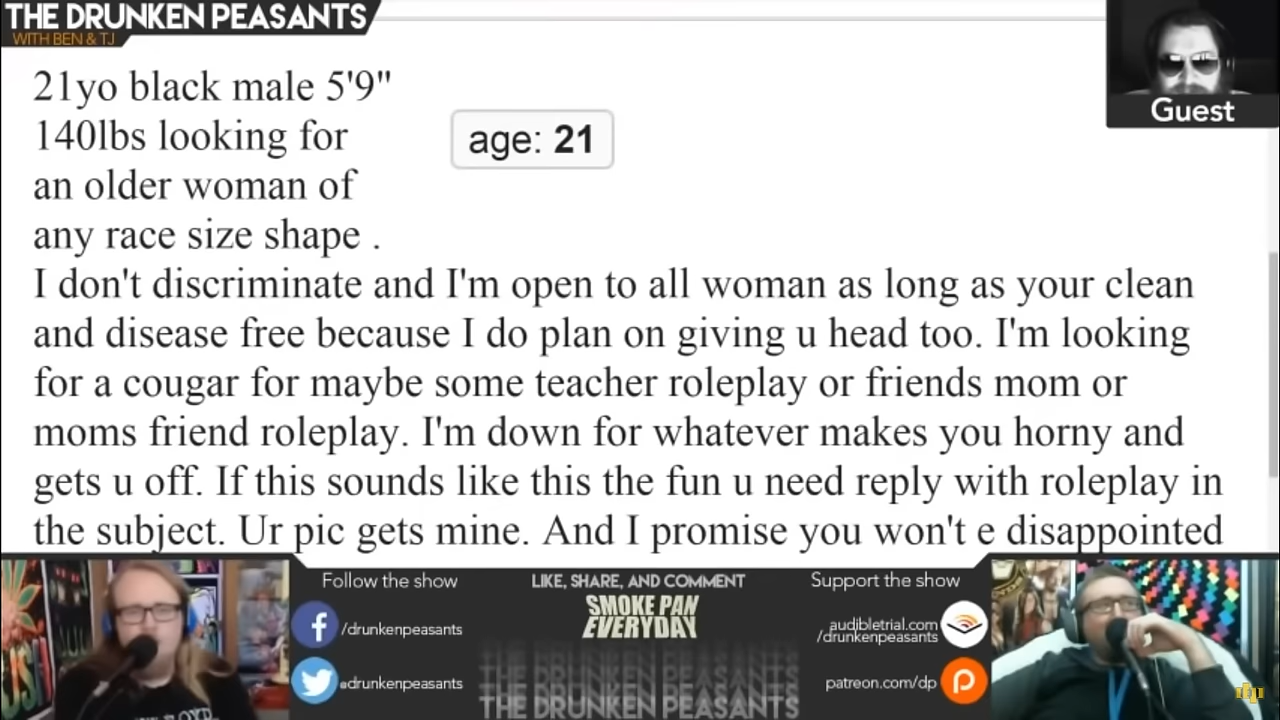 THE DRUNKEN PEASANTS
WITH BEN & TJ
Guest
21yo black male 5'9"
140lbs looking for
an older woman of
any race size shape .
age: 21
I don't discriminate and I'm open to all woman as long as your clean
and disease free because I do plan on giving u head too. I'm looking
for a cougar for maybe some teacher roleplay or friends mom or
moms friend roleplay. I'm down for whatever makes you horny and
gets u off. If this sounds like this the fun u need reply with roleplay in
the subject. Ur pic gets mine. And I promise you won't e disappointed
Follow the show
/drunkenpeasants
@drunkenpeasants
LIKE, SHARE, AND COMMENT
SMOKE PAN
EVERYDAY
THE DRUNKEN PEASANTS
THE DRUNKEN PEASANTS
Support the show
audibletrial.com
/drunkenpeasants
patreon.com/dp